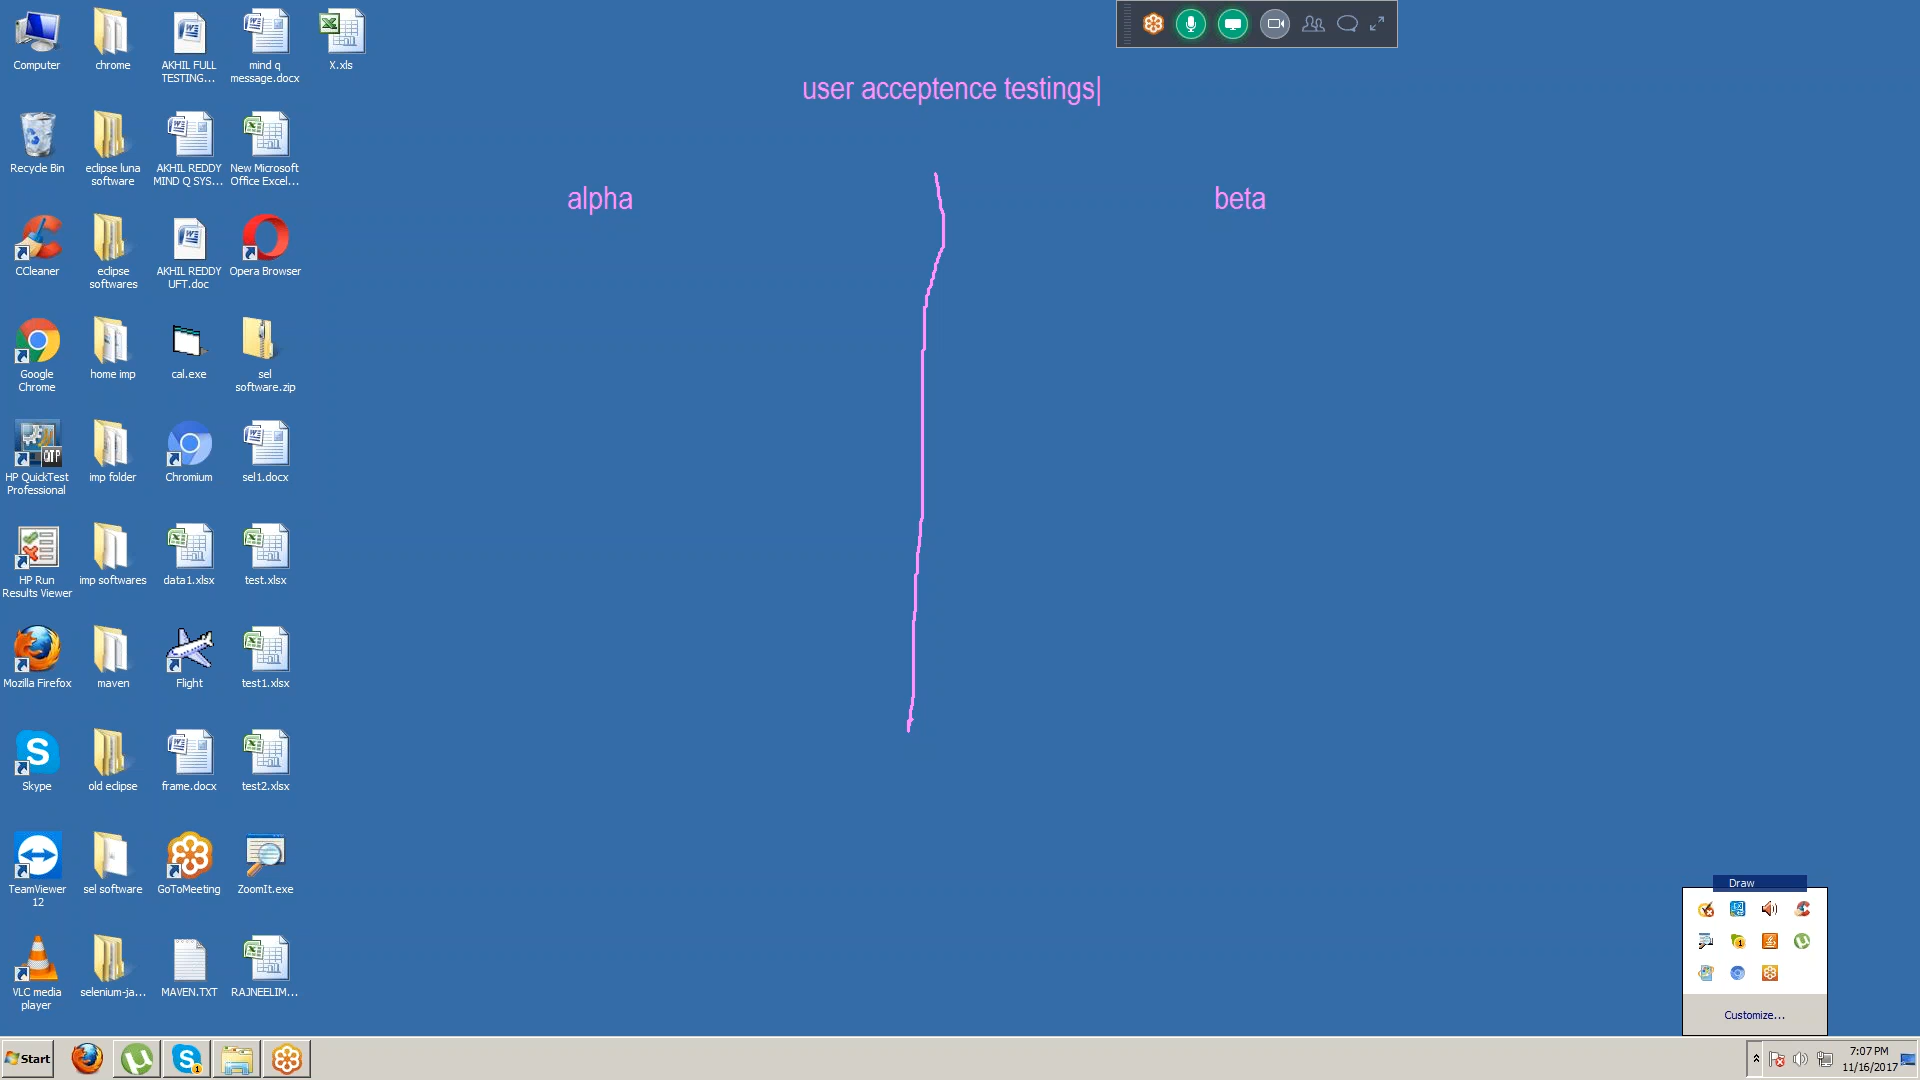 user acceptence testings
alpha
beta
Computer
chrome
AKHIL FULL
TESTING...
mind q
message.docx
X.xls
Recycle Bin
eclipse luna
software
AKHIL REDDY
MIND Q SYS...
New Microsoft
Office Excel...
CCleaner
eclipse
softwares
AKHIL REDDY
UFT.doc
Opera Browser
Google
Chrome
home imp
cal.exe
sel
software.zip
QTP
HP QuickTest
Professional
imp folder
Chromium
sel1.docx
HP Run
Results Viewer
imp softwares
data1.xlsx
test.xlsx
Mozilla Firefox
maven
Flight
test1.xlsx
Skype
old eclipse
frame.docx
test2.xlsx
TeamViewer
12
sel software
GoToMeeting
ZoomIt.exe
VLC media
player
selenium-ja...
MAVEN.TXT
RAJNEELIM...
Draw
Customize...
Start
7:07 PM
11/16/2017